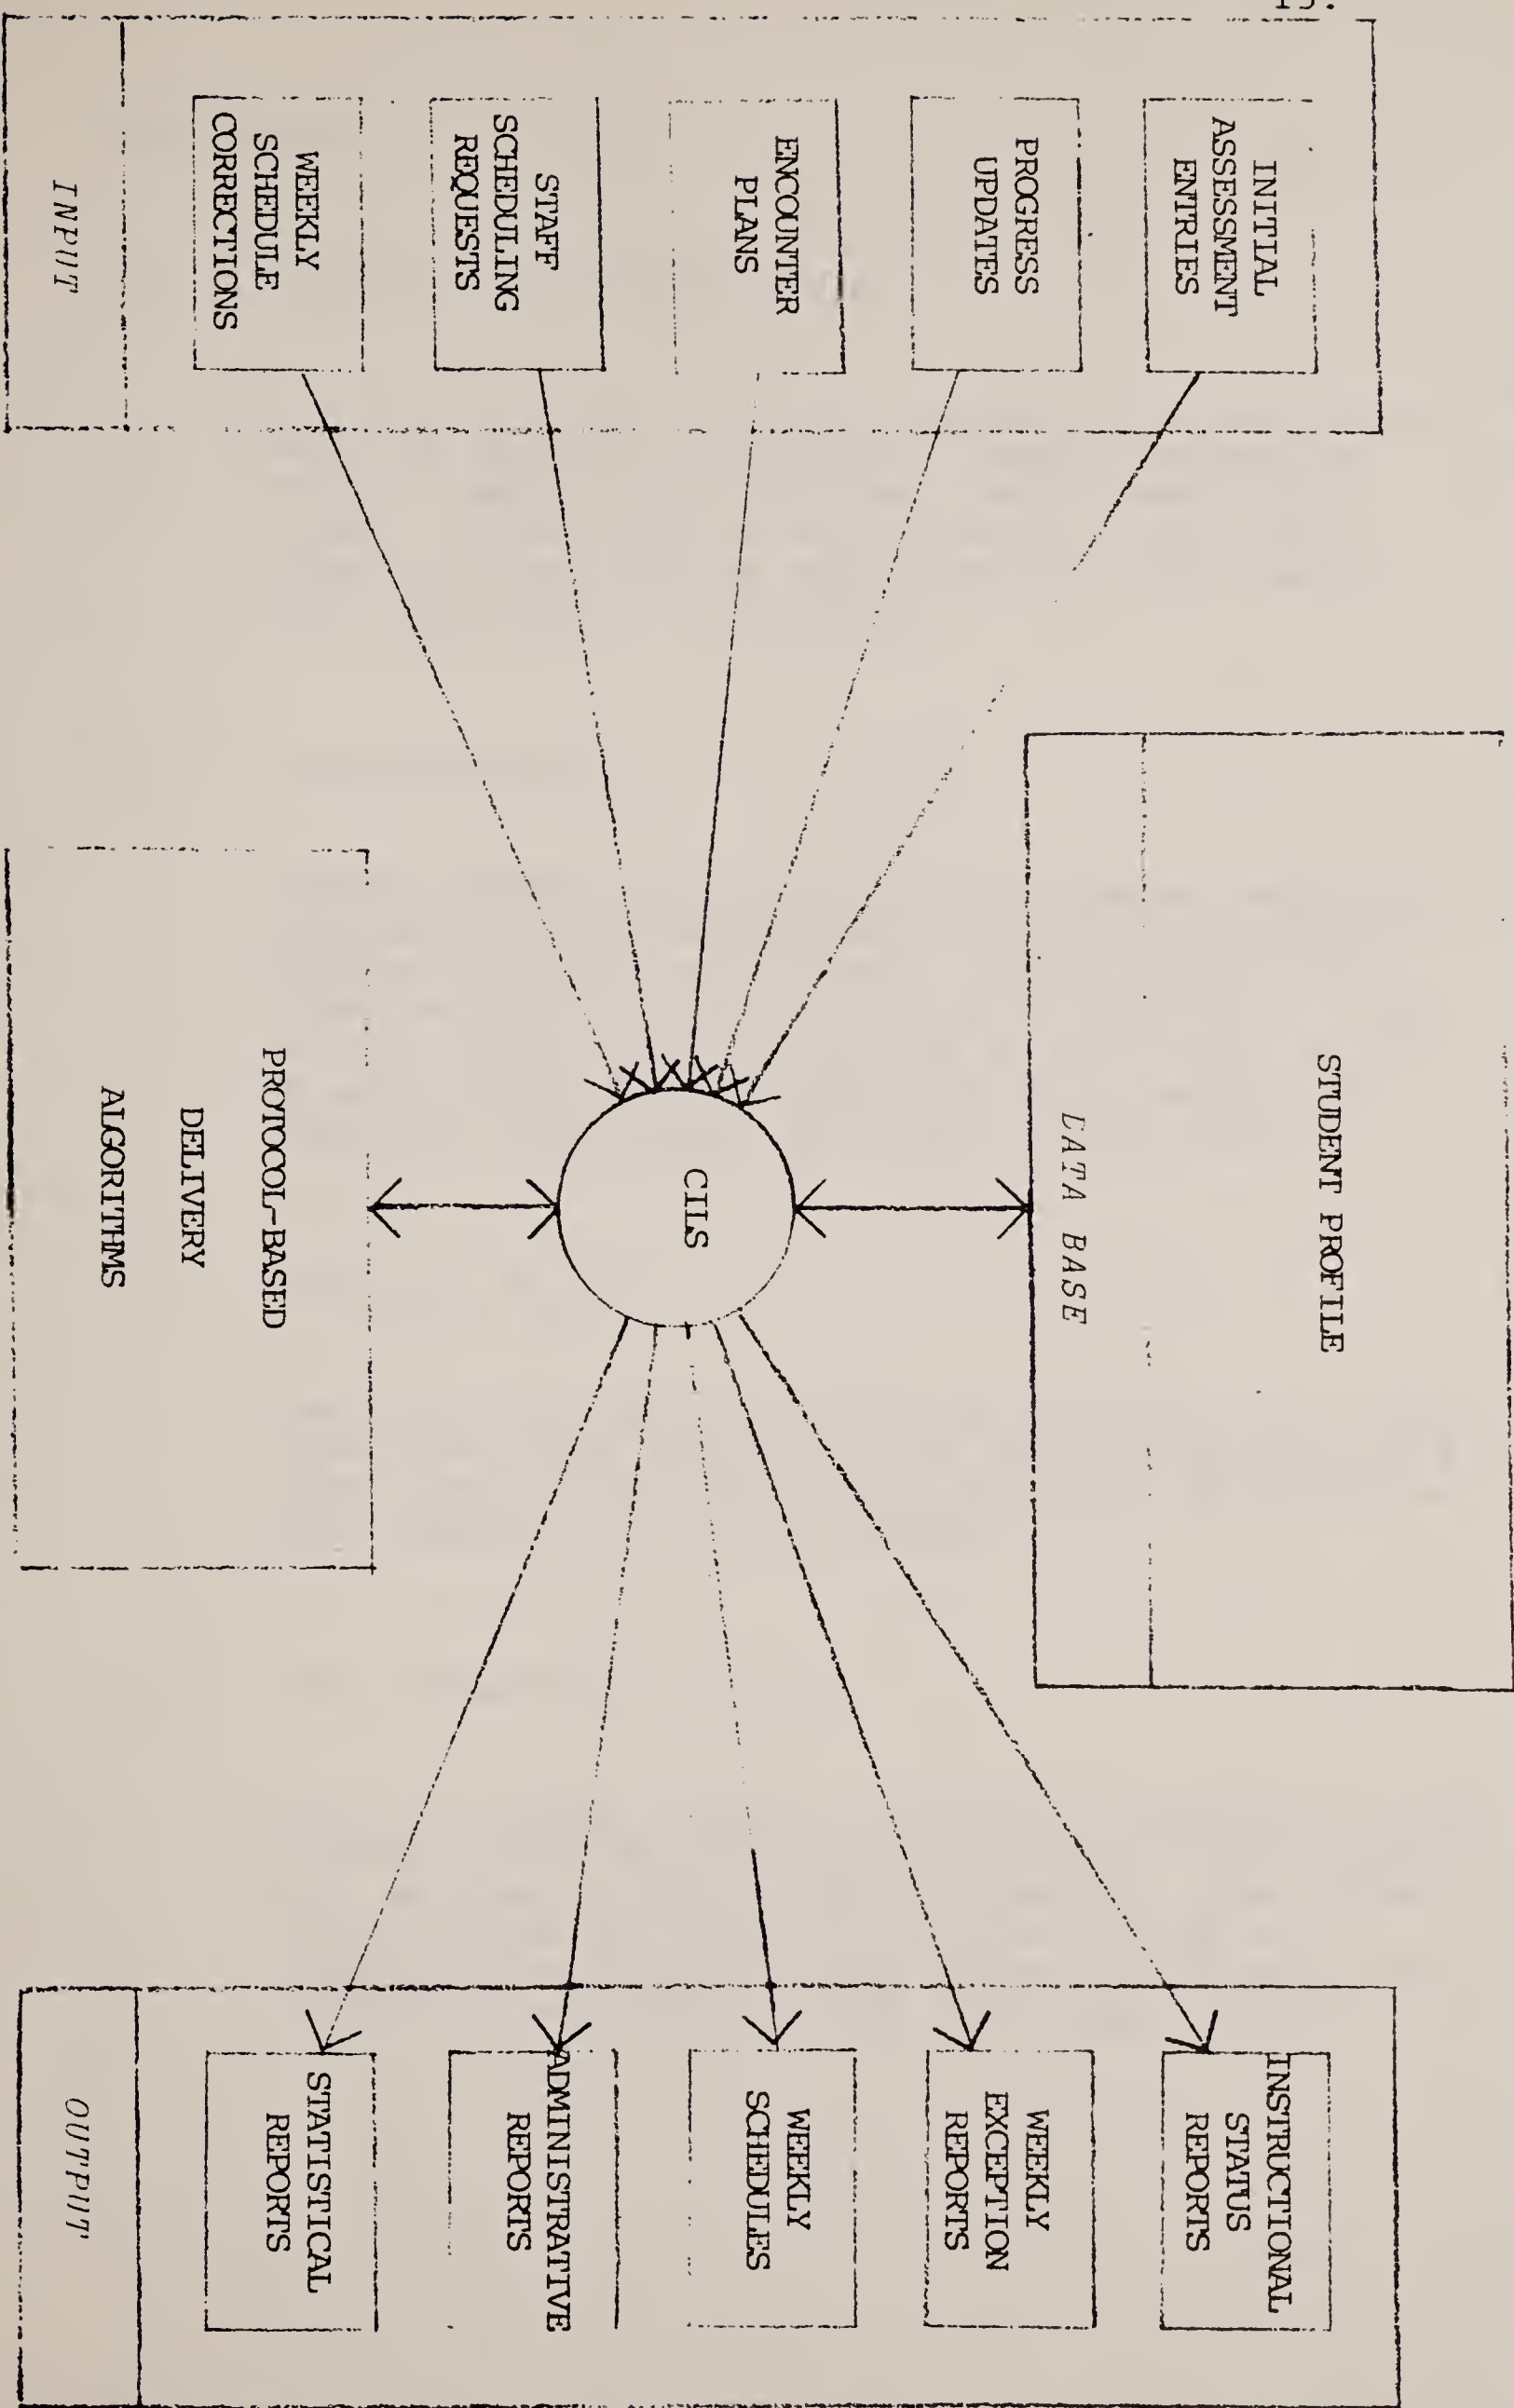 STUDENT PROFILE
DATA BASE
INITIAL
ASSESSMENT
ENTRIES
PROGRESS
UPDATES
ENCOUNTER
PLANS
STAFF
SCHEDULING
REQUESTS
WEEKLY
SCHEDULE
CORRECTIONS
INPUT
CILS
PROTOCOL-BASED
DELIVERY
ALGORITHMS
INSTRUCTIONAL
STATUS
REPORTS
WEEKLY
EXCEPTION
REPORTS
WEEKLY
SCHEDULES
ADMINISTRATIVE
REPORTS
STATISTICAL
REPORTS
OUTPUT